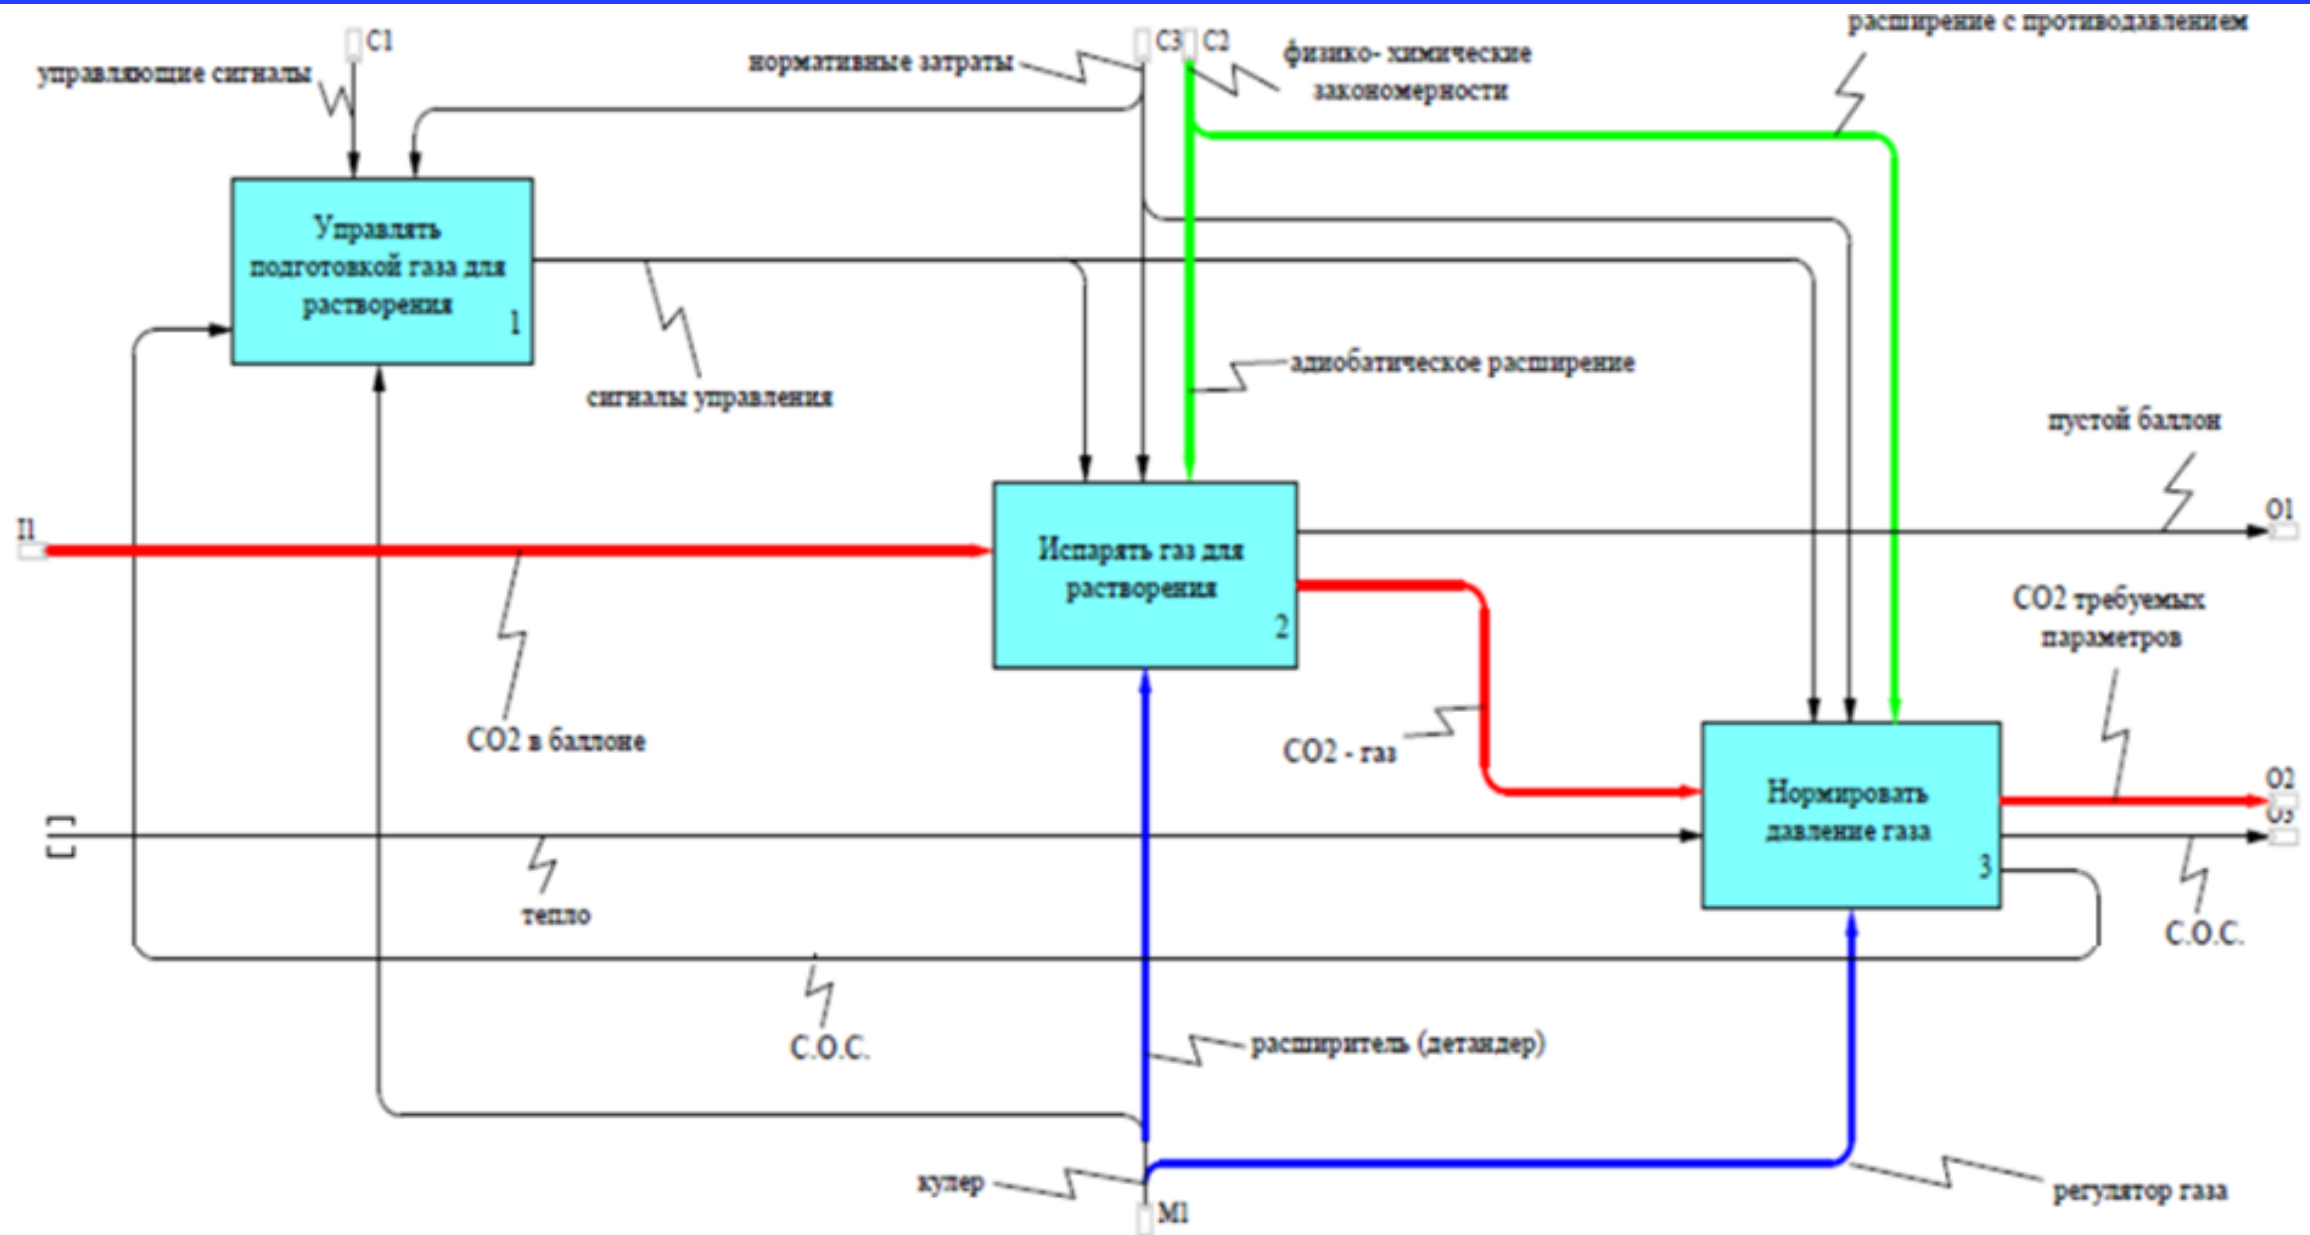 расширение с противодавлением
C1
C3
C2
управляющие сигналы
нормативные затраты
физико- химические
закономерности
Управлять
подготовкой газа для
растворения
1
сигналы управления
адиобатическое расширение
пустой баллон
I1
O1
Испарять газ для
растворения
2
CO2 требуемых
параметров
CO2 в баллоне
CO2 - газ
Нормировать
давление газа
3
O2
O3
тепло
С.О.С.
С.О.С.
расширитель (детандер)
кулер
M1
регулятор газа